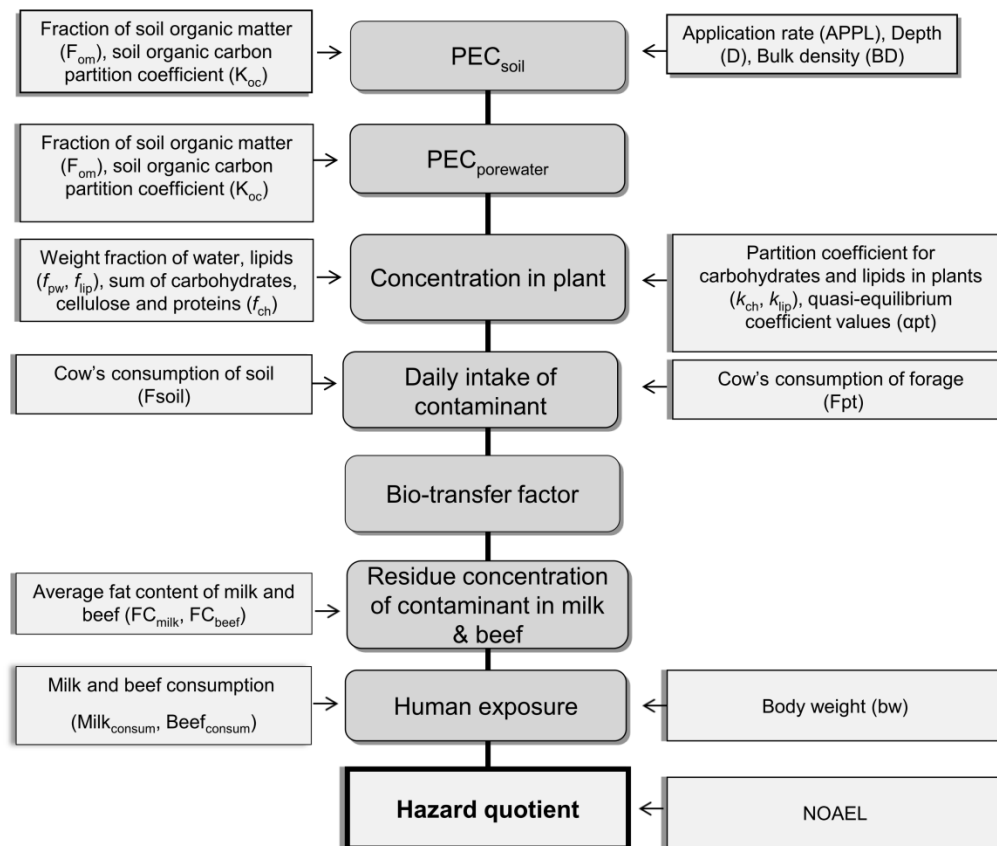 Fraction of soil organic matter
(Fom), soil organic carbon
partition coefficient (Koc)
PECsoil
Application rate (APPL), Depth
(D), Bulk density (BD)
Fraction of soil organic matter
(Fom), soil organic carbon
partition coefficient (Koc)
PECporewater
Weight fraction of water, lipids
(fpw, flip), sum of carbohydrates,
cellulose and proteins (fch)
Concentration in plant
Partition coefficient for
carbohydrates and lipids in plants
(kch, klip), quasi-equilibrium
coefficient values (αpt)
Cow's consumption of soil
(Fsoil)
Daily intake of
contaminant
Cow's consumption of forage
(Fpt)
Bio-transfer factor
Average fat content of milk and
beef (FCmilk, FCbeef)
Residue concentration
of contaminant in milk
& beef
Milk and beef consumption
(Milkconsum, Beefconsum)
Human exposure
Body weight (bw)
Hazard quotient
NOAEL